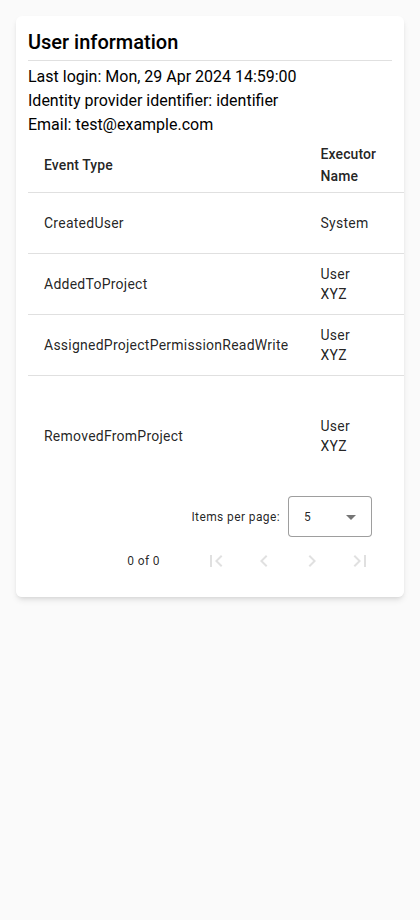 User information
Last login: Mon, 29 Apr 2024 14:59:00
Identity provider identifier: identifier
Email: test@example.com
Event Type
Executor
Name
CreatedUser
System
AddedToProject
User
XYZ
AssignedProjectPermissionReadWrite
User
XYZ
RemovedFromProject
User
XYZ
Items per page: 5
0 of 0